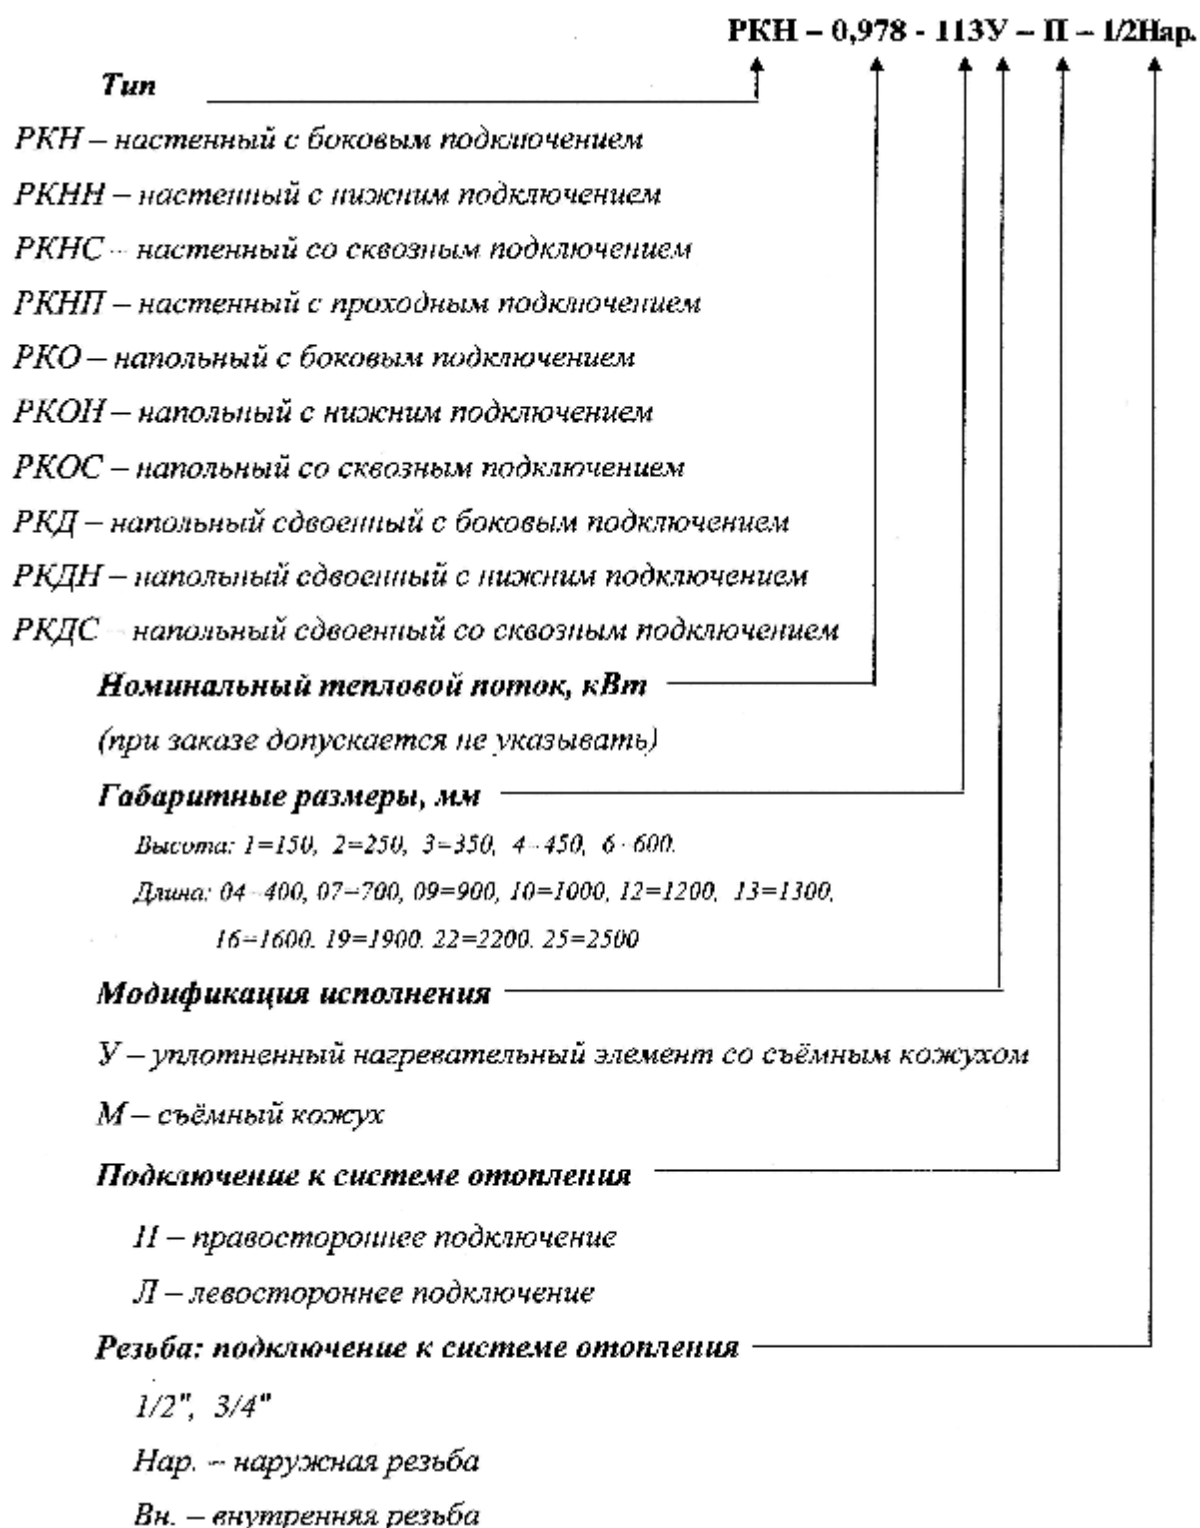 РКН – 0,978 - 113У – П – 1/2Нар.
Тип
РКН – настенный с боковым подключением
РКНН – настенный с нижним подключением
РКНС – настенный со сквозным подключением
РКНП – настенный с проходным подключением
РКО – напольный с боковым подключением
РКОН – напольный с нижним подключением
РКОС – напольный со сквозным подключением
РКД – напольный сдвоенный с боковым подключением
РКДН – напольный сдвоенный с нижним подключением
РКДС – напольный сдвоенный со сквозным подключением
Номинальный тепловой поток, кВт
(при заказе допускается не указывать)
Габаритные размеры, мм
Высота: 1=150, 2=250, 3=350, 4=450, 6=600.
Длина: 04=400, 07=700, 09=900, 10=1000, 12=1200, 13=1300,
16=1600. 19=1900. 22=2200. 25=2500
Модификация исполнения
У – уплотненный нагревательный элемент со съёмным кожухом
М – съёмный кожух
Подключение к системе отопления
П – правостороннее подключение
Л – левостороннее подключение
Резьба: подключение к системе отопления
1/2", 3/4"
Нар. – наружная резьба
Вн. – внутренняя резьба